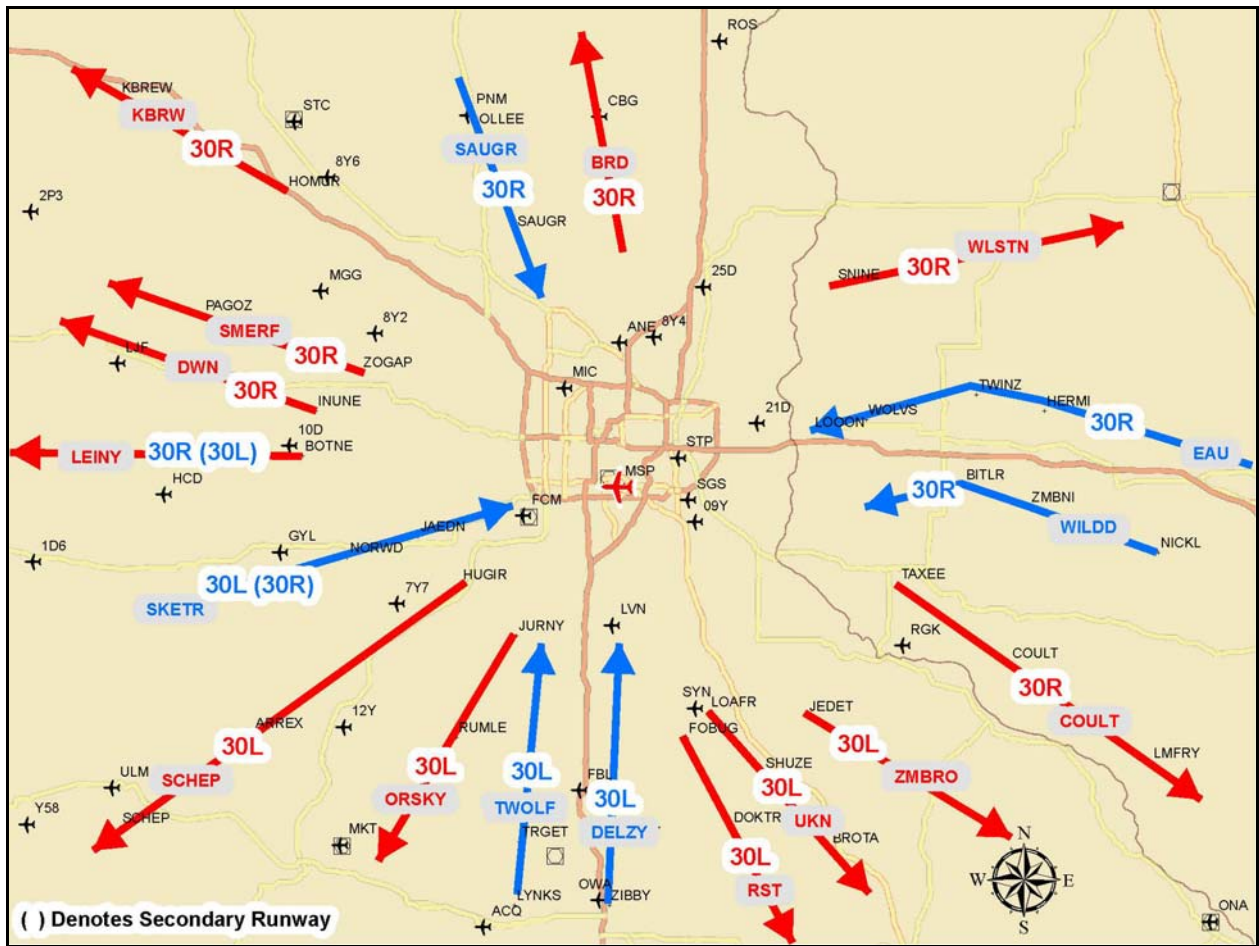 ROS
KBREW
KBRW
STC
PNM
OLLEE
CBG
SAUGR
BRD
30R
8Y6
HOMUR
30R
30R
2P3
SAUGR
WLSTN
30R
SNINE
MGG
25D
PAGOZ
SMERF
8Y2
ANE
8Y4
30R
ZOGAP
LJF
DWN
30R
INUNE
MIC
TWINZ
HERMI
WOLVS
LOOON
21D
30R
EAU
10D
BOTNE
LEINY
30R (30L)
STP
MSP
HCD
SGS
09Y
FCM
BITLR
30R
ZMBNI
WILDD
NICKL
JAEDN
1D6
GYL
NORWD
30L (30R)
SKETR
HUGIR
7Y7
TAXEE
JURNY
LVN
RGK
COULT
30R
COULT
LMFRY
SYN
LOAFR
FOBUG
JEDET
30L
ZMBRO
12Y
ARREX
30L
SCHEP
RUMLE
30L
ORSKY
30L
TWOLF
FBL
30L
DELZY
SHUZE
30L
UKN
DOKTR
BROTA
ULM
Y58
SCHEP
MKT
TRGET
30L
RST
N
W
E
S
LYNKS
OWA
ZIBBY
ACQ
ONA
( ) Denotes Secondary Runway